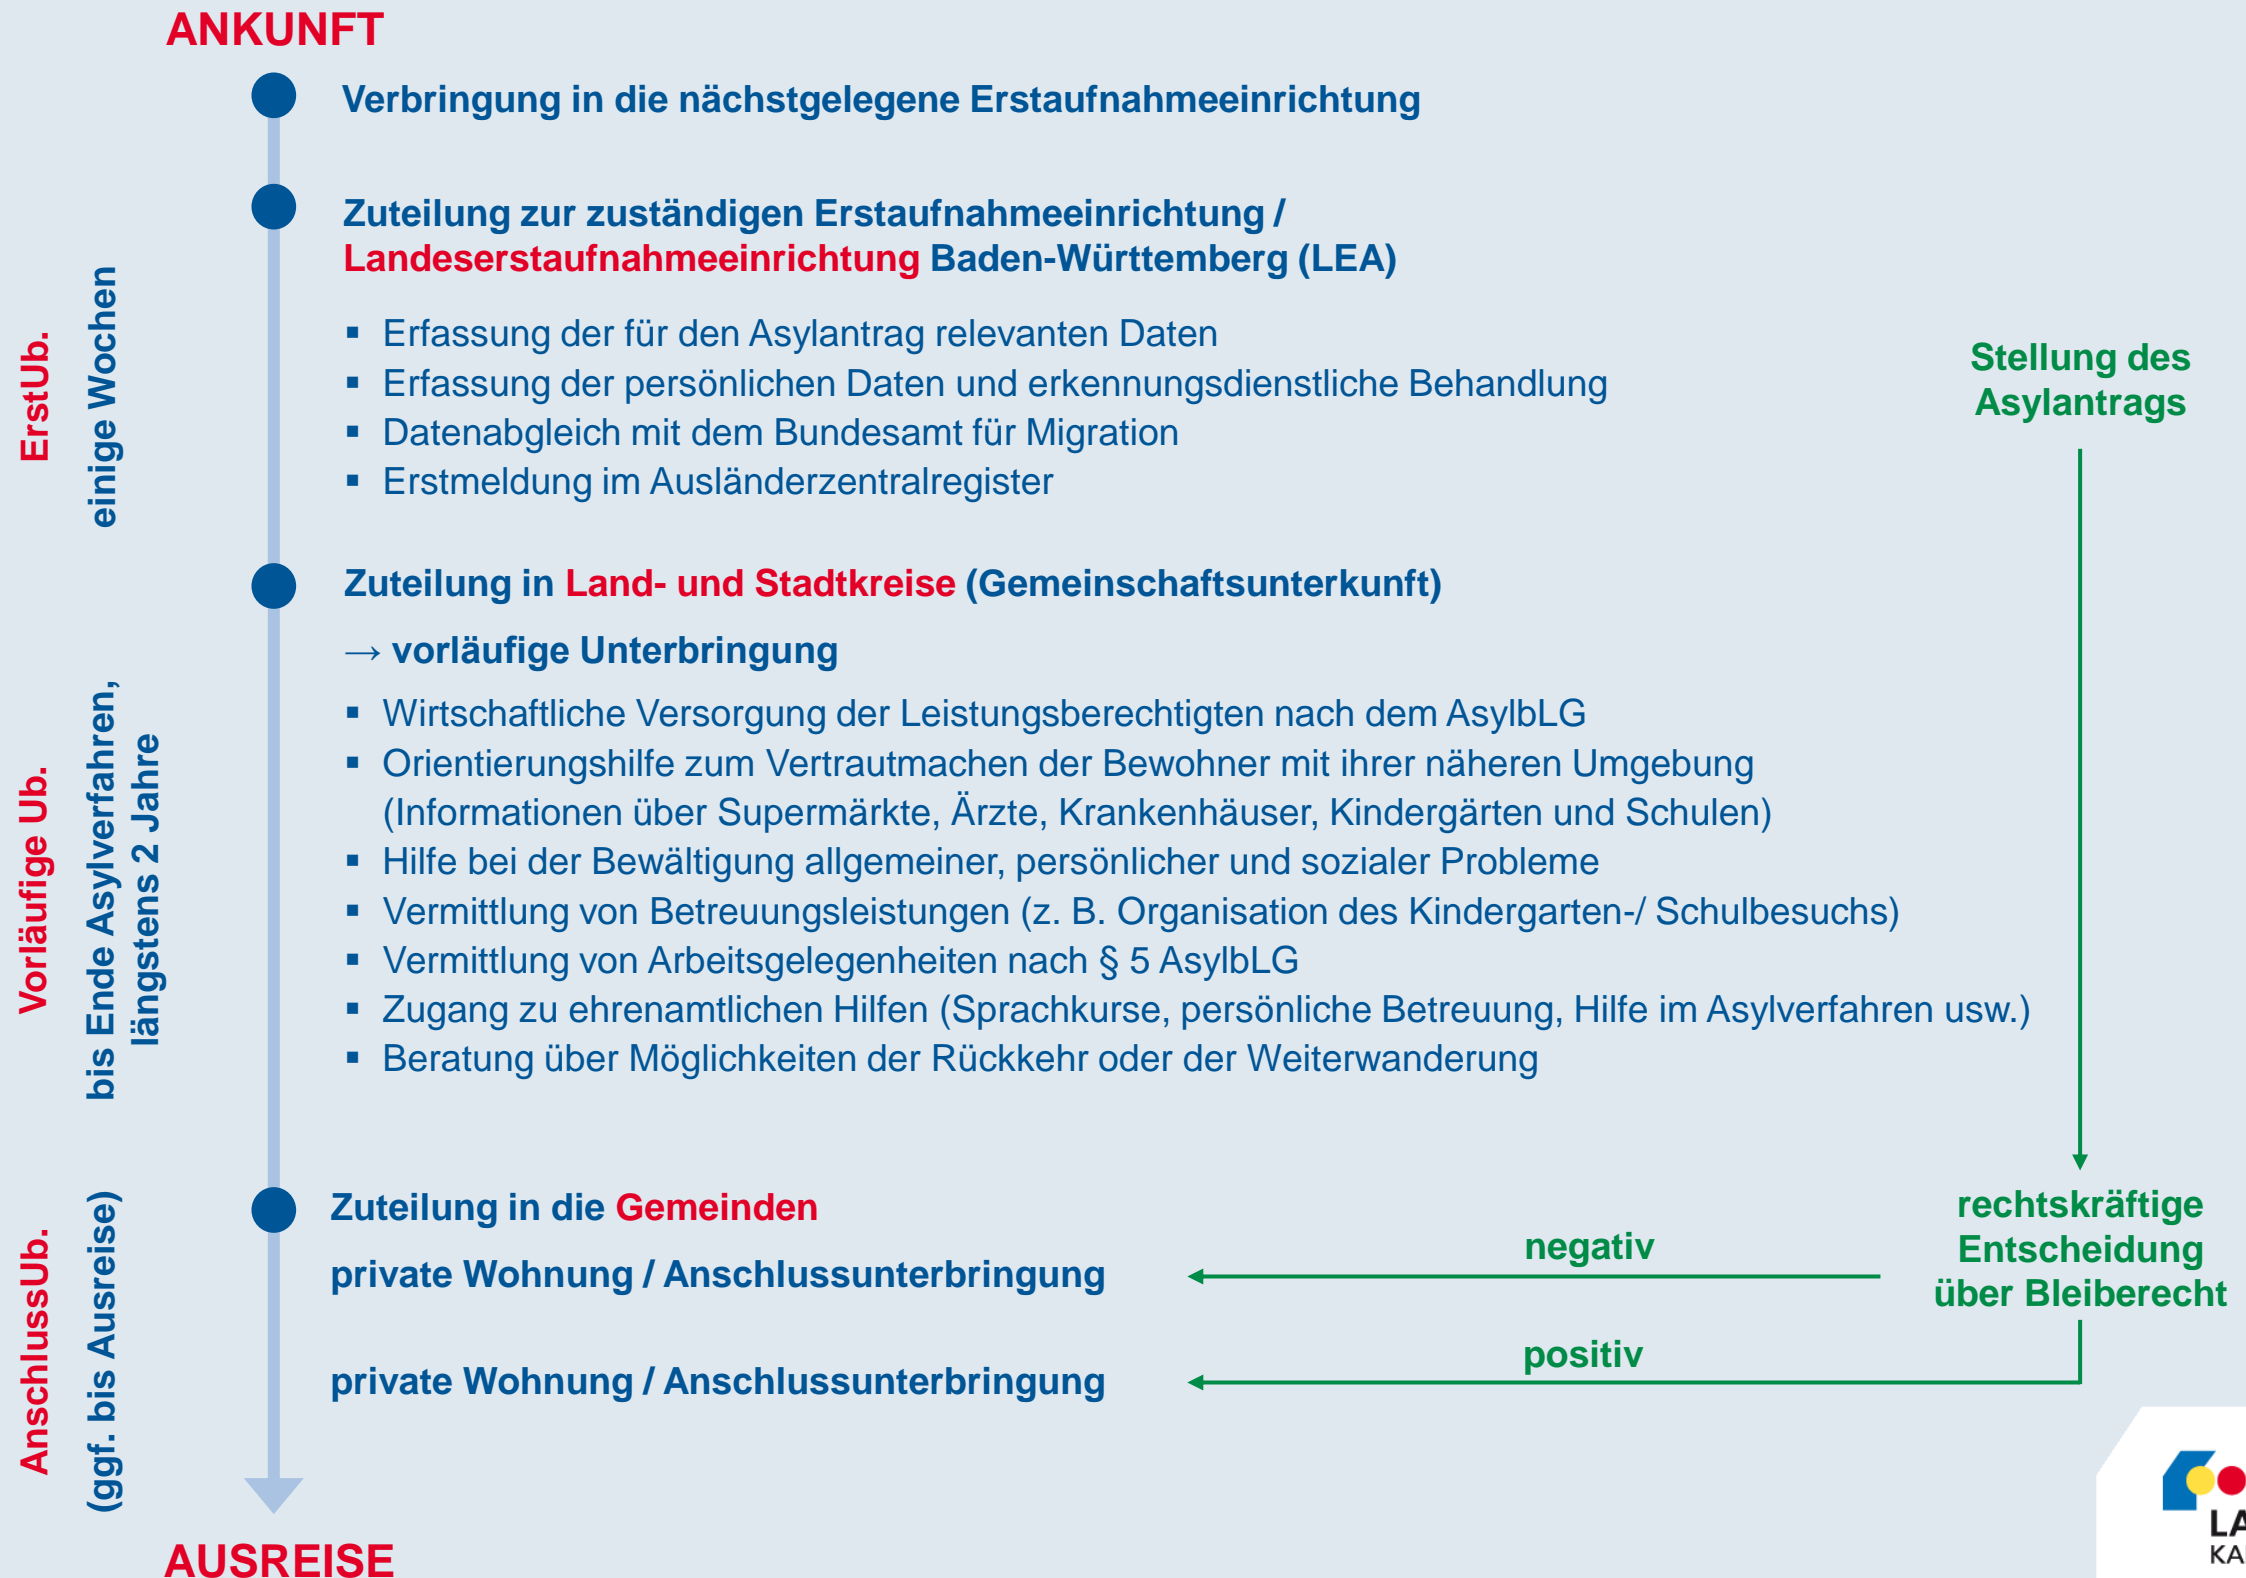 ANKUNFT
Verbringung in die nächstgelegene Erstaufnahmeeinrichtung
Zuteilung zur zuständigen Erstaufnahmeeinrichtung /
Landeserstaufnahmeeinrichtung Baden-Württemberg (LEA)
ErstUb.
einige Wochen
▪ Erfassung der für den Asylantrag relevanten Daten
▪ Erfassung der persönlichen Daten und erkennungsdienstliche Behandlung
▪ Datenabgleich mit dem Bundesamt für Migration
▪ Erstmeldung im Ausländerzentralregister
Stellung des
Asylantrags
Zuteilung in Land- und Stadtkreise (Gemeinschaftsunterkunft)
→ vorläufige Unterbringung
Vorläufige Ub.
bis Ende Asylverfahren,
längstens 2 Jahre
▪ Wirtschaftliche Versorgung der Leistungsberechtigten nach dem AsylbLG
▪ Orientierungshilfe zum Vertrautmachen der Bewohner mit ihrer näheren Umgebung
(Informationen über Supermärkte, Ärzte, Krankenhäuser, Kindergärten und Schulen)
▪ Hilfe bei der Bewältigung allgemeiner, persönlicher und sozialer Probleme
▪ Vermittlung von Betreuungsleistungen (z. B. Organisation des Kindergarten-/ Schulbesuchs)
▪ Vermittlung von Arbeitsgelegenheiten nach § 5 AsylbLG
▪ Zugang zu ehrenamtlichen Hilfen (Sprachkurse, persönliche Betreuung, Hilfe im Asylverfahren usw.)
▪ Beratung über Möglichkeiten der Rückkehr oder der Weiterwanderung
AnschlussUb.
(ggf. bis Ausreise)
Zuteilung in die Gemeinden
private Wohnung / Anschlussunterbringung
negativ
rechtskräftige
Entscheidung
über Bleiberecht
private Wohnung / Anschlussunterbringung
positiv
AUSREISE